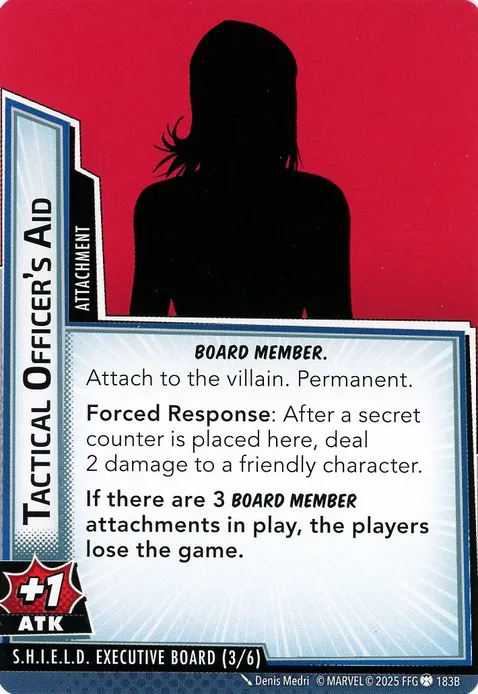 TACTICAL OFFICER'S AID
ATTACHMENT
BOARD MEMBER.
Attach to the villain. Permanent.
Forced Response: After a secret
counter is placed here, deal
2 damage to a friendly character.
If there are 3 BOARD MEMBER
attachments in play, the players
lose the game.
+1
ATK
S.H.I.E.L.D. EXECUTIVE BOARD (3/6)
Denis Medri © MARVEL © 2025 FFG 183B